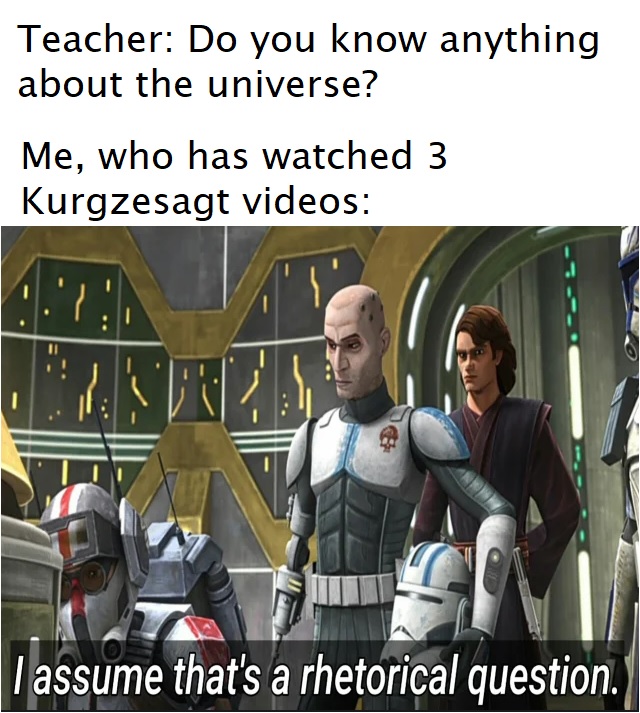 Teacher: Do you know anything
about the universe?
Me, who has watched 3
Kurgzesagt videos:
I assume that's a rhetorical question.